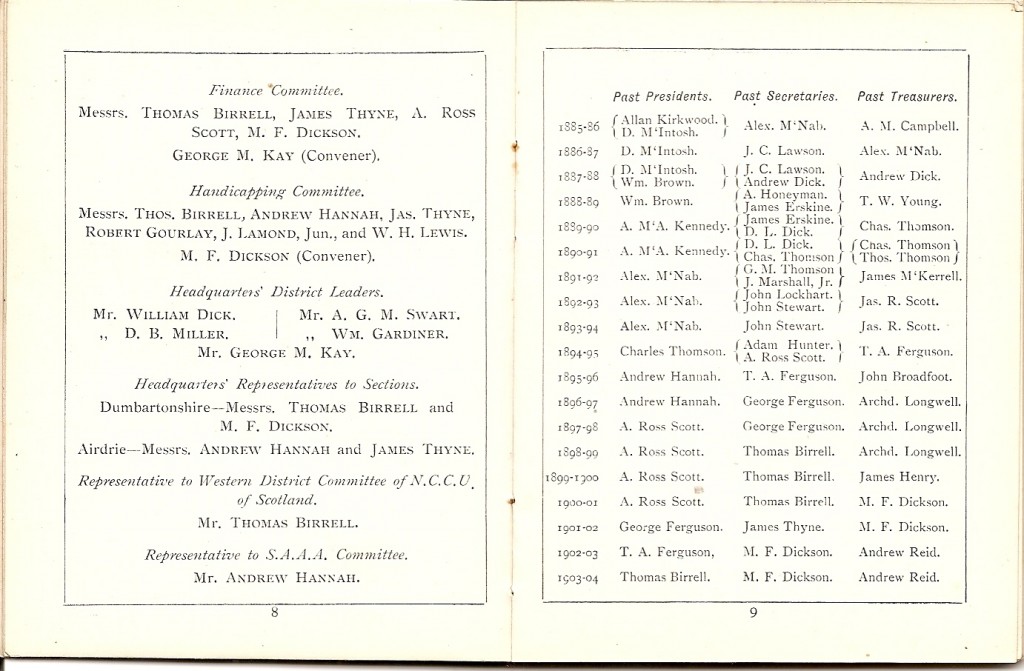 Finance Committee.
Messrs. THOMAS BIRRELL, JAMES THYNE, A. ROSS
SCOTT, M. F. DICKSON.
GEORGE M. KAY (Convener).
Handicapping Committee.
Messrs. THOS. BIRRELL, ANDREW HANNAH, JAS. THYNE,
ROBERT GOURLAY, J. LAMOND, Jun., and W. H. LEWIS.
M. F. DICKSON (Convener).
Headquarters' District Leaders.
Mr. WILLIAM DICK. | Mr. A. G. M. SWART.
,, D. B. MILLER. | ,, WM. GARDINER.
Mr. GEORGE M. KAY.
Headquarters' Representatives to Sections.
Dumbartonshire—Messrs. THOMAS BIRRELL and
M. F. DICKSON.
Airdrie—Messrs. ANDREW HANNAH and JAMES THYNE.
Representative to Western District Committee of N.C.C.U.
of Scotland.
Mr. THOMAS BIRRELL.
Representative to S.A.A.A. Committee.
Mr. ANDREW HANNAH.
8
Past Presidents. Past Secretaries. Past Treasurers.
1885-86 { Allan Kirkwood. } { D. M'Intosh. } Alex. M'Nab. A. M. Campbell.
1886-87 D. M'Intosh. J. C. Lawson. Alex. M'Nab.
1887-88 { D. M'Intosh. } { Wm. Brown. } { J. C. Lawson. } { Andrew Dick. } Andrew Dick.
1888-89 Wm. Brown. { A. Honeyman. } { James Erskine. } T. W. Young.
1889-90 A. M'A. Kennedy. { James Erskine. } { D. L. Dick. } Chas. Thomson.
1890-91 A. M'A. Kennedy. { D. L. Dick. } { Chas. Thomson } { Chas. Thomson } { Thos. Thomson }
1891-92 Alex. M'Nab. { G. M. Thomson } { J. Marshall, Jr. } James M'Kerrell.
1892-93 Alex. M'Nab. { John Lockhart. } { John Stewart. } Jas. R. Scott.
1893-94 Alex. M'Nab. John Stewart. Jas. R. Scott.
1894-95 Charles Thomson. { Adam Hunter. } { A. Ross Scott. } T. A. Ferguson.
1895-96 Andrew Hannah. T. A. Ferguson. John Broadfoot.
1896-97 Andrew Hannah. George Ferguson. Archd. Longwell.
1897-98 A. Ross Scott. George Ferguson. Archd. Longwell.
1898-99 A. Ross Scott. Thomas Birrell. Archd. Longwell.
1899-1900 A. Ross Scott. Thomas Birrell. James Henry.
1900-01 A. Ross Scott. Thomas Birrell. M. F. Dickson.
1901-02 George Ferguson. James Thyne. M. F. Dickson.
1902-03 T. A. Ferguson, M. F. Dickson. Andrew Reid.
1903-04 Thomas Birrell. M. F. Dickson. Andrew Reid.
9